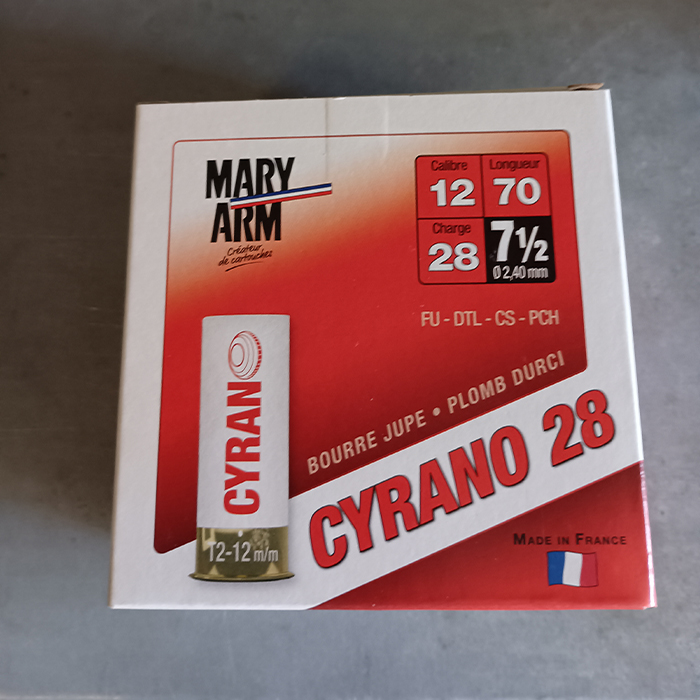 MARY
ARM
Créateur
de cartouches
Calibre Longueur
12 70
Charge
28 7½
Ø 2,40 mm
FU - DTL - CS - PCH
BOURRE JUPE • PLOMB DURCI
CYRANO 28
CYRANO
12-12 m/m
MADE IN FRANCE